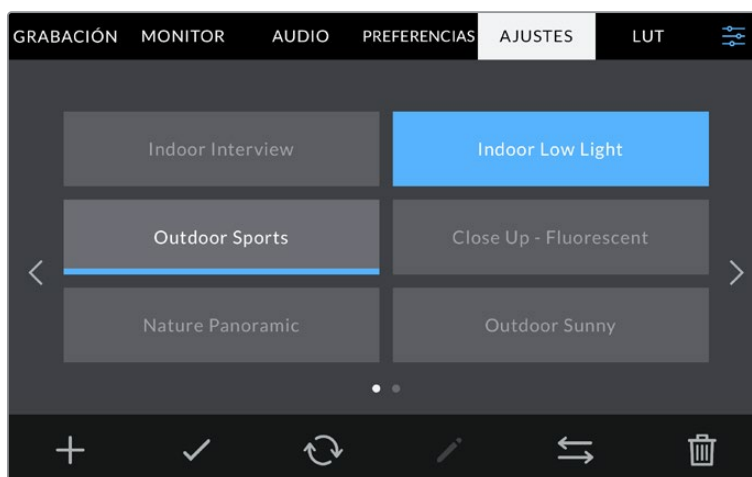 GRABACIÓN MONITOR AUDIO PREFERENCIAS AJUSTES LUT
Indoor Interview Indoor Low Light
Outdoor Sports Close Up - Fluorescent
Nature Panoramic Outdoor Sunny